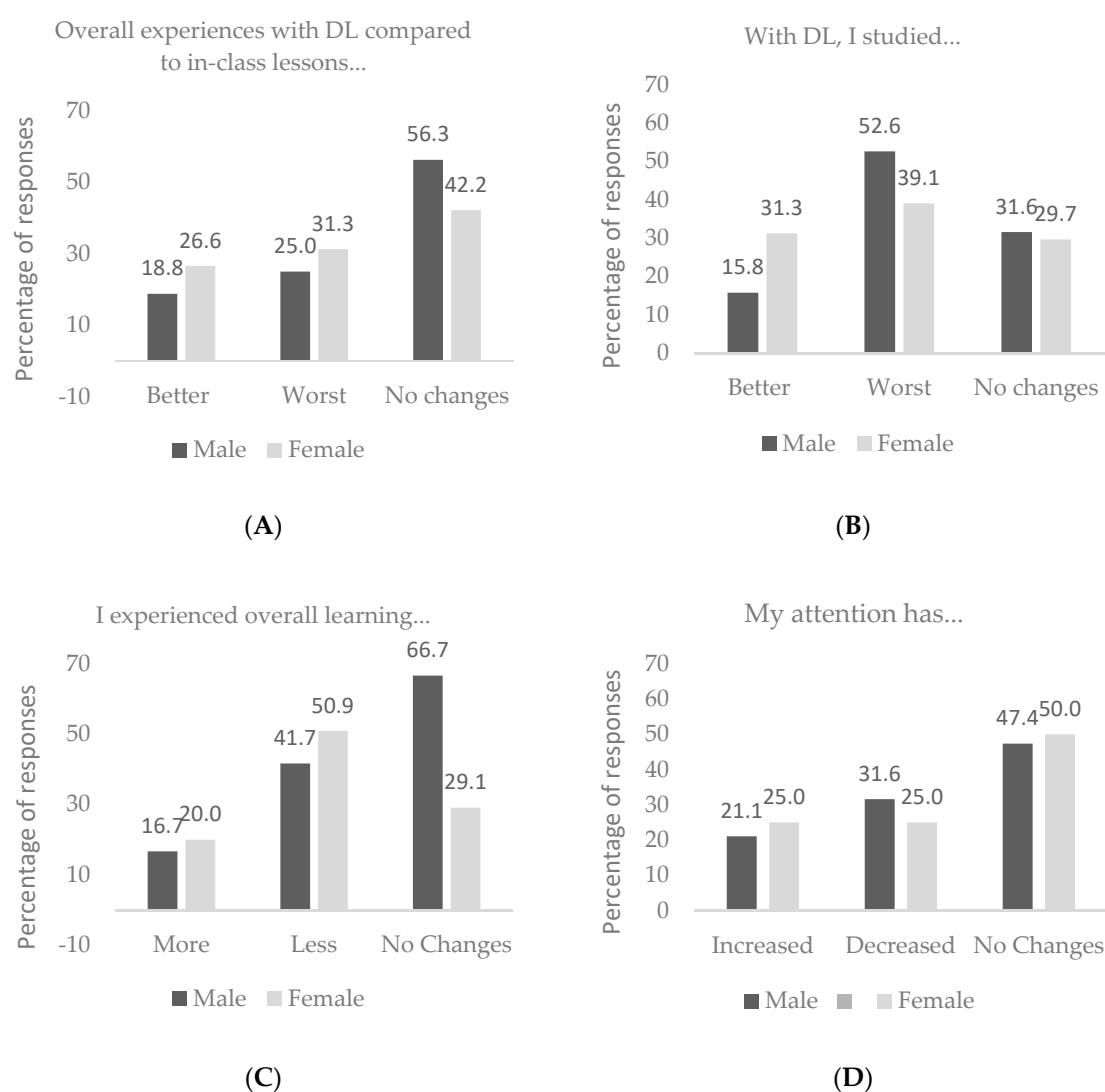 Overall experiences with DL compared
to in-class lessons...
Percentage of responses
70
50
30
10
-10
18.8
26.6
25.0
31.3
56.3
42.2
Better Worst No changes
Male Female
(A)
With DL, I studied...
Percentage of responses
70
60
50
40
30
20
10
0
15.8
31.3
52.6
39.1
31.6
29.7
Better Worst No changes
Male Female
(B)
I experienced overall learning...
Percentage of responses
70
50
30
10
-10
16.7
20.0
41.7
50.9
66.7
29.1
More Less No Changes
Male Female
(C)
My attention has...
Percentage of responses
70
60
50
40
30
20
10
0
21.1
25.0
31.6
25.0
47.4
50.0
Increased Decreased No Changes
Male Female
(D)